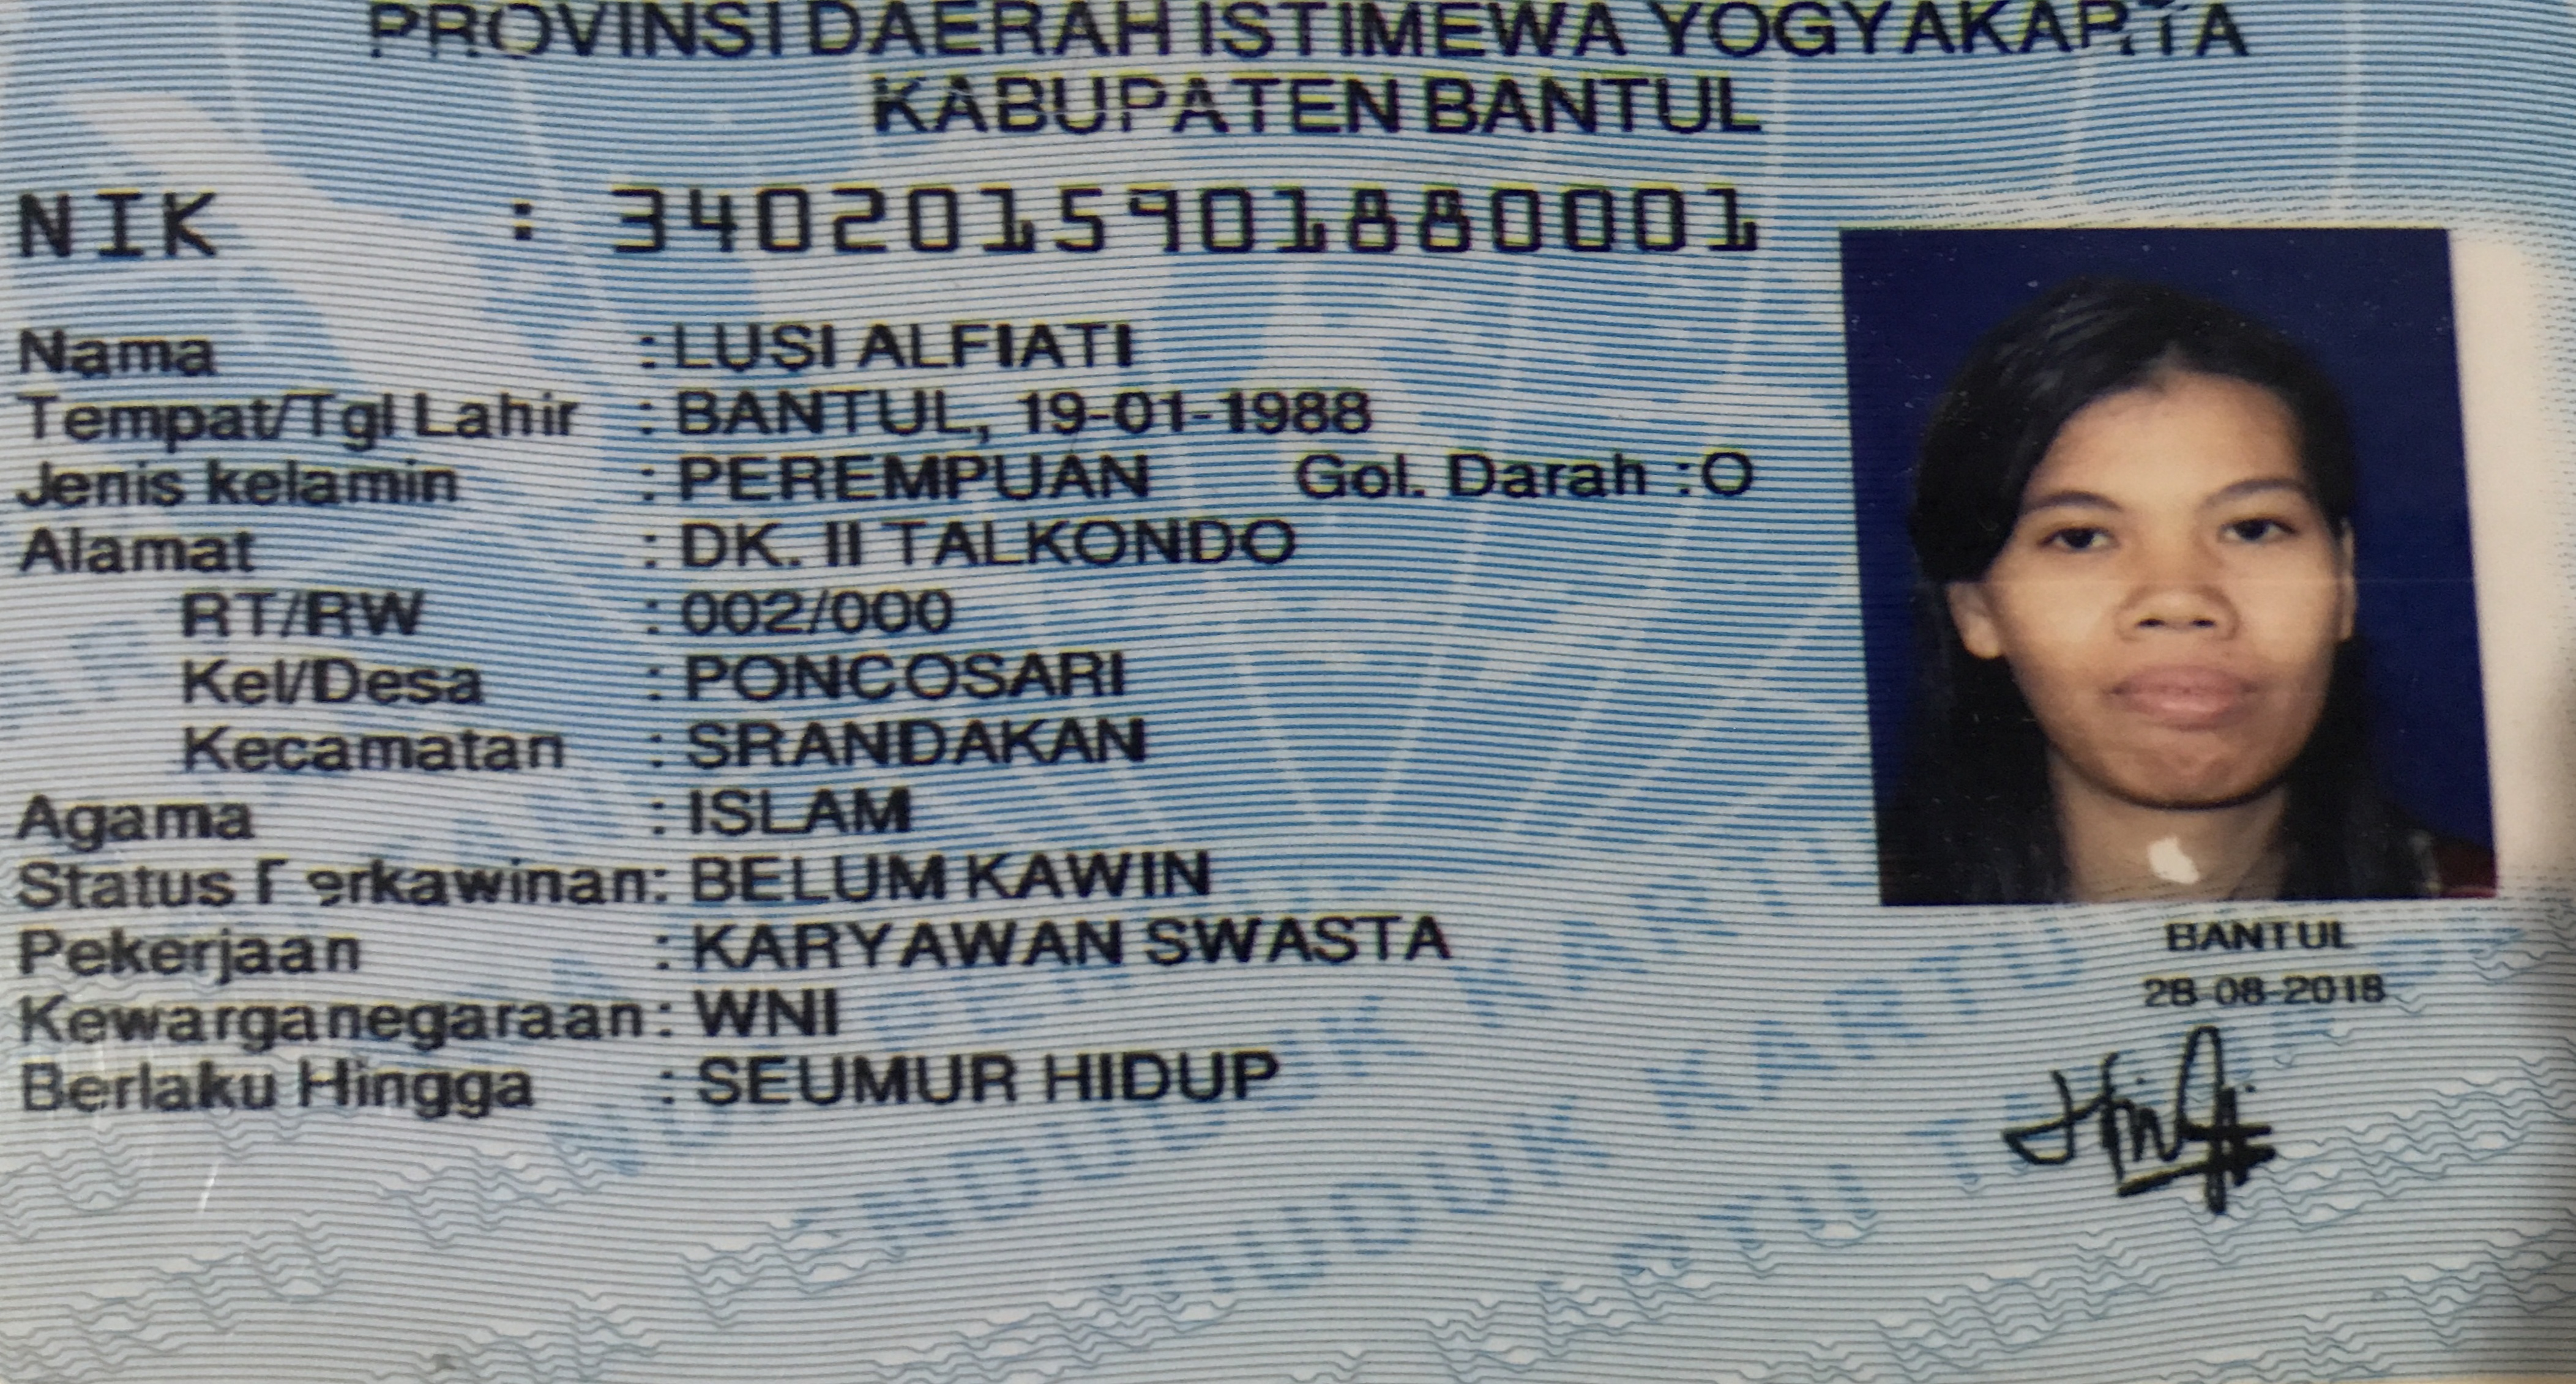 PROVINSI DAERAH ISTIMEWA YOGYAKARTA
KABUPATEN BANTUL
NIK : 3402015901880001
Nama : LUSI ALFIATI
Tempat/Tgl Lahir : BANTUL, 19-01-1988
Jenis kelamin : PEREMPUAN Gol. Darah : O
Alamat : DK. II TALKONDO
RT/RW : 002/000
Kel/Desa : PONCOSARI
Kecamatan : SRANDAKAN
Agama : ISLAM
Status Perkawinan: BELUM KAWIN
Pekerjaan : KARYAWAN SWASTA
Kewarganegaraan: WNI
Berlaku Hingga : SEUMUR HIDUP
BANTUL
28-08-2018